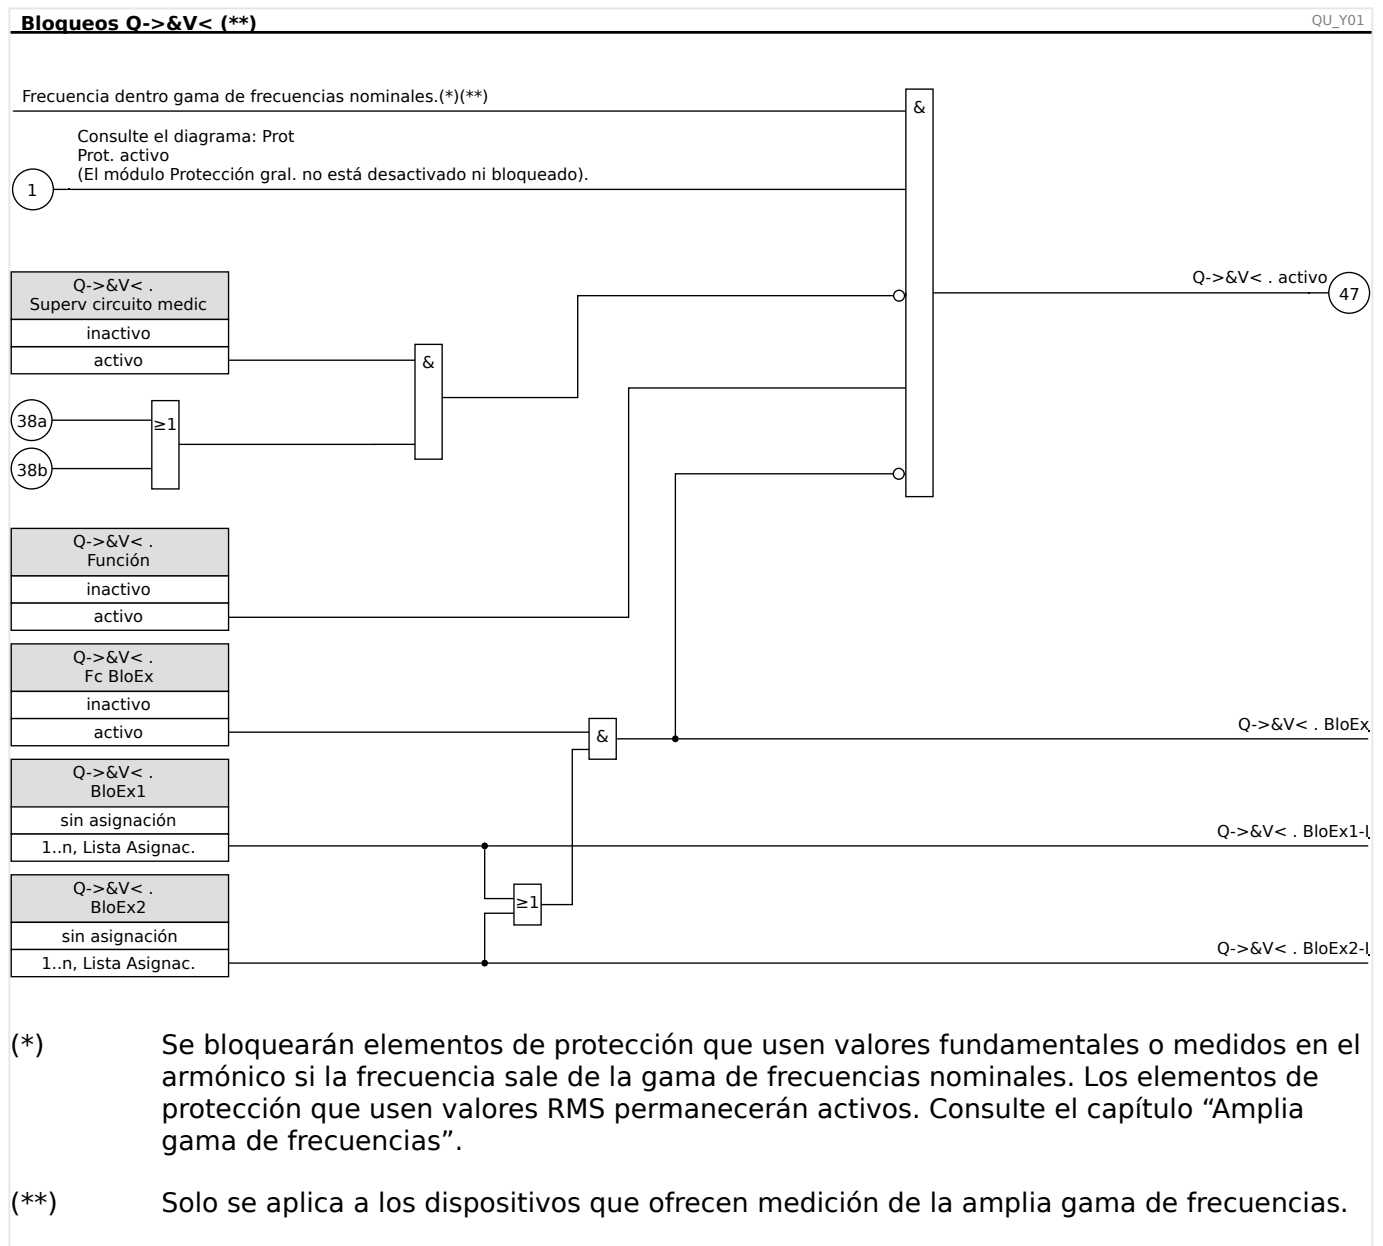 Bloqueos Q->&V< (**)
QU_Y01
Frecuencia dentro gama de frecuencias nominales.(*)(**)
&
Consulte el diagrama: Prot
Prot. activo
(El módulo Protección gral. no está desactivado ni bloqueado).
1
Q->&V< .
Superv circuito medic
inactivo
activo
&
Q->&V< . activo
47
38a
≥1
38b
Q->&V< .
Función
inactivo
activo
Q->&V< .
Fc BloEx
inactivo
activo
&
Q->&V< . BloEx
Q->&V< .
BloEx1
sin asignación
1..n, Lista Asignac.
Q->&V< . BloEx1-I
Q->&V< .
BloEx2
≥1
sin asignación
1..n, Lista Asignac.
Q->&V< . BloEx2-I
(*) Se bloquearán elementos de protección que usen valores fundamentales o medidos en el
armónico si la frecuencia sale de la gama de frecuencias nominales. Los elementos de
protección que usen valores RMS permanecerán activos. Consulte el capítulo “Amplia
gama de frecuencias”.
(**) Solo se aplica a los dispositivos que ofrecen medición de la amplia gama de frecuencias.